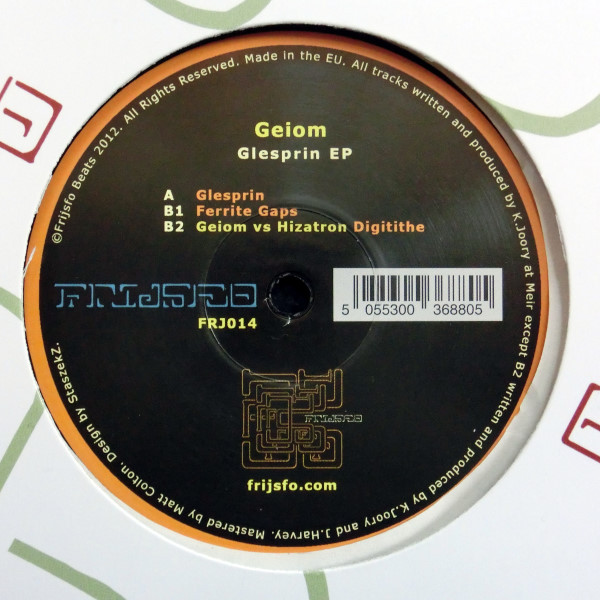 ©Frijsfo Beats 2012. All Rights Reserved. Made in the EU. All tracks written and produced by K.Joory at Meir except B2 written and produced by K.Joory and J.Harvey. Mastered by Matt Colton. Design by StaszekZ.
Geiom
Glesprin EP
A Glesprin
B1 Ferrite Gaps
B2 Geiom vs Hizatron Digitithe
FRIJSFO
FRJ014
5 055300 368805
FRIJSFO
frijsfo.com